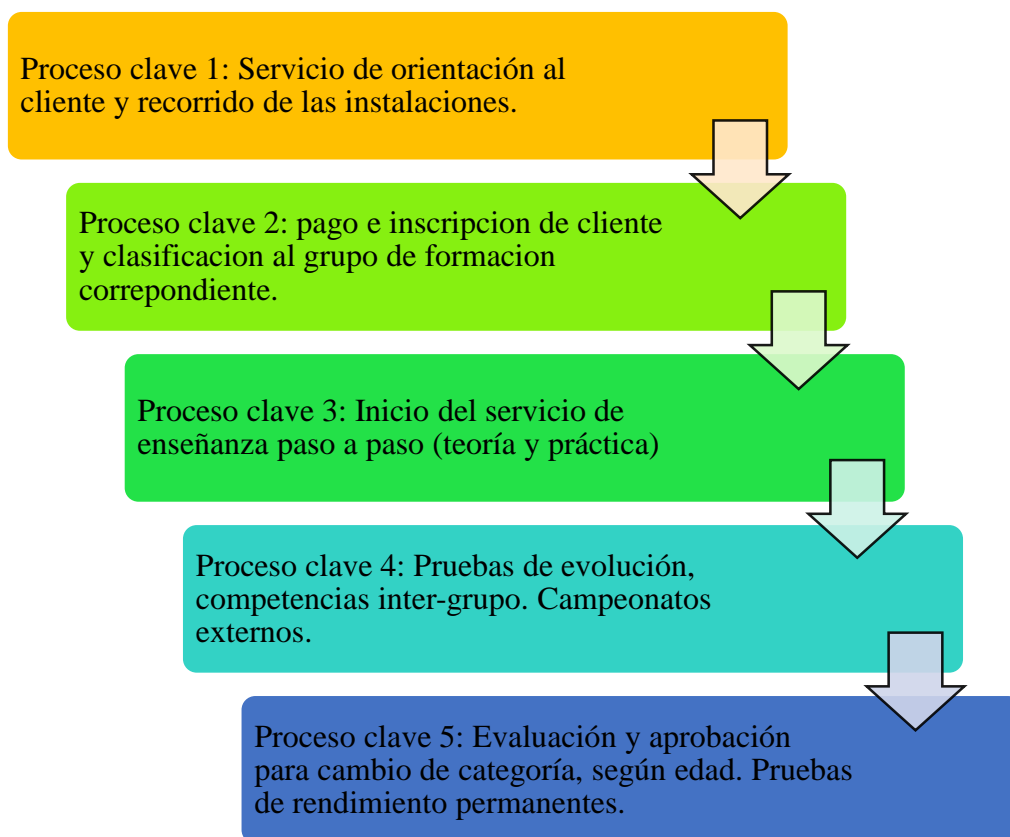 Proceso clave 1: Servicio de orientación al
cliente y recorrido de las instalaciones.
Proceso clave 2: pago e inscripcion de cliente
y clasificacion al grupo de formacion
correpondiente.
Proceso clave 3: Inicio del servicio de
enseñanza paso a paso (teoría y práctica)
Proceso clave 4: Pruebas de evolución,
competencias inter-grupo. Campeonatos
externos.
Proceso clave 5: Evaluación y aprobación
para cambio de categoría, según edad. Pruebas
de rendimiento permanentes.